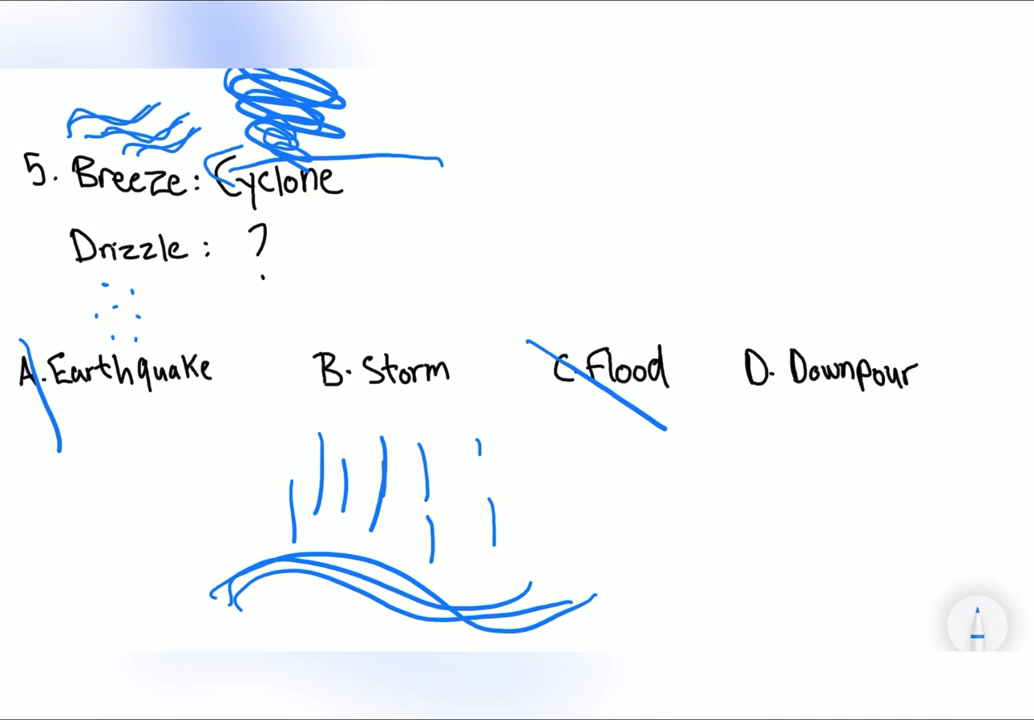 5. Breeze: Cyclone
Drizzle: ?
A. Earthquake B. Storm C. Flood D. Downpour